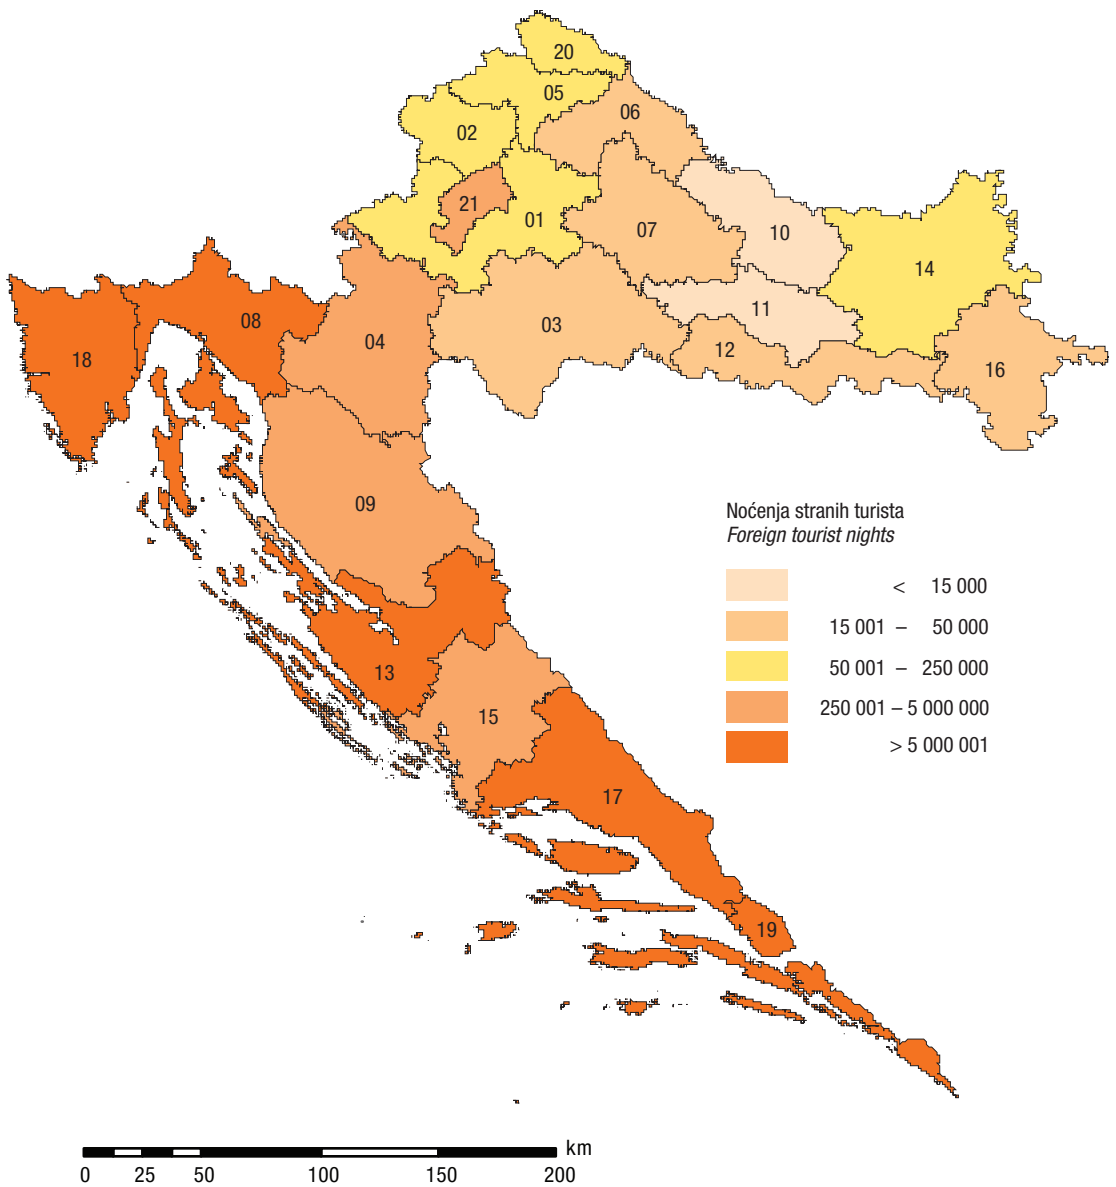 20
05
06
02
21
01
07
10
14
11
08
03
04
12
18
16
09
Noćenja stranih turista
Foreign tourist nights
< 15 000
15 001 – 50 000
50 001 – 250 000
250 001 – 5 000 000
> 5 000 001
13
15
17
19
km
0 25 50 100 150 200